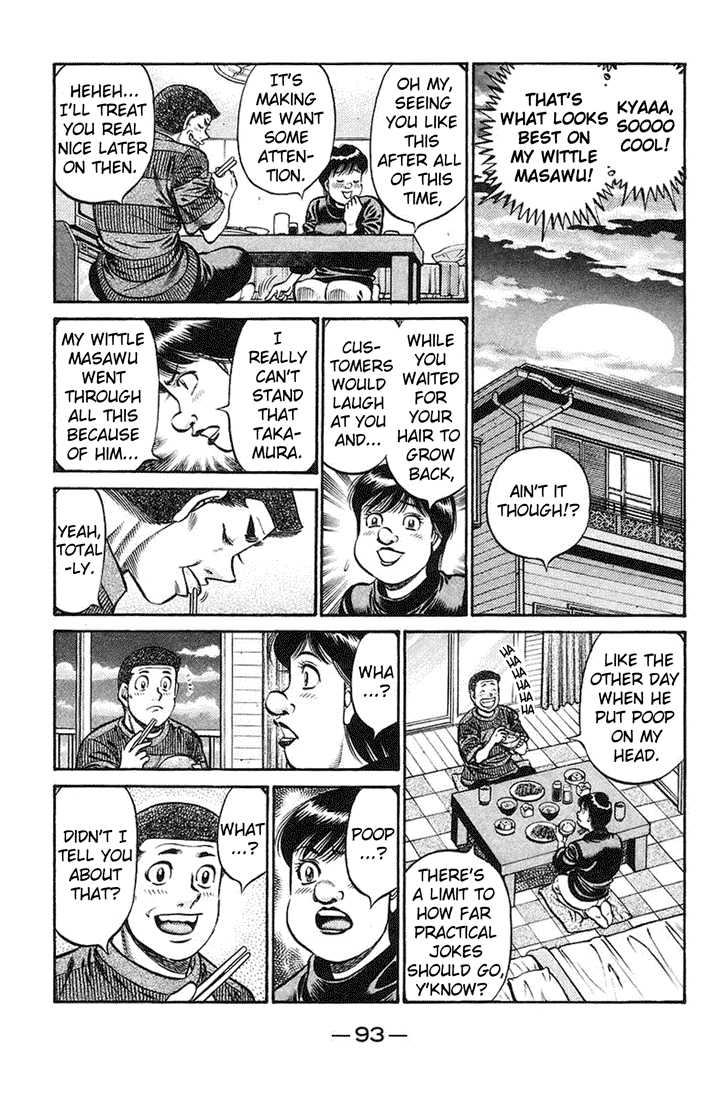 KYAAA,
SOOOO
COOL!
THAT'S
WHAT LOOKS
BEST ON
MY WITTLE
MASAWU!
AIN'T IT
THOUGH!?
OH MY,
SEEING
YOU LIKE
THIS
AFTER ALL
OF THIS
TIME,
IT'S
MAKING
ME WANT
SOME
ATTEN-
TION.
HEHEH...
I'LL TREAT
YOU REAL
NICE LATER
ON THEN.
WHILE
YOU
WAITED
FOR
YOUR
HAIR TO
GROW
BACK,
CUS-
TOMERS
WOULD
LAUGH
AT YOU
AND...
I
REALLY
CAN'T
STAND
THAT
TAKA-
MURA.
MY WITTLE
MASAWU
WENT
THROUGH
ALL THIS
BECAUSE
OF HIM...
YEAH,
TOTAL
-LY.
LIKE THE
OTHER DAY
WHEN HE
PUT POOP
ON MY
HEAD.
HA
HA
HA
HA
HA
HA
THERE'S
A LIMIT TO
HOW FAR
PRACTICAL
JOKES
SHOULD GO,
Y'KNOW?
WHA
...?
POOP
...?
WHAT
...?
DIDN'T I
TELL YOU
ABOUT
THAT?
—93—